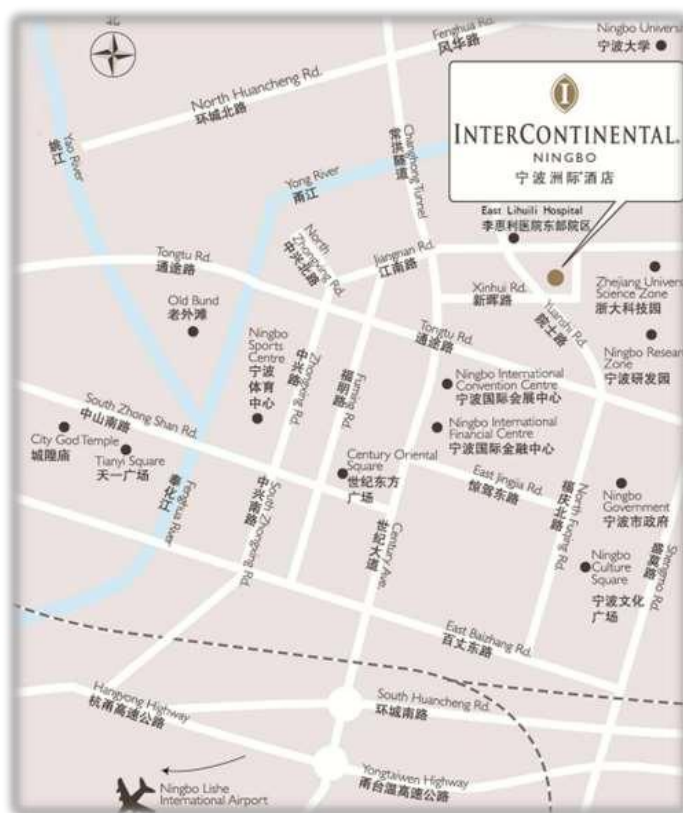 北
Fenghua Rd.
风华路
Ningbo Univers
宁波大学
North Huancheng Rd.
环城北路
I
INTERCONTINENTAL®
NINGBO
宁波洲际®酒店
Yao River
姚江
Yong River
甬江
Changhong Tunnel
常洪隧道
East Lihuili Hospital
李惠利医院东部院区
North
Zhongxing Rd.
中兴北路
Jiangnan Rd.
江南路
Tongtu Rd.
通途路
Xinhui Rd.
新晖路
Yuanshi Rd.
院士路
Zhejiang Univers
Science Zone
浙大科技园
Old Bund
老外滩
Tongtu Rd.
通途路
Ningbo Resear
Zone
宁波研发园
Ningbo
Sports
Centre
宁波
体育
中心
Zhongxing Rd.
中兴路
Fuming Rd.
福明路
Ningbo International
Convention Centre
宁波国际会展中心
South Zhong Shan Rd.
中山南路
Ningbo International
Financial Centre
宁波国际金融中心
City God Temple
城隍庙
Tianyi Square
天一广场
Century Oriental
Square
世纪东方
广场
East Jingjia Rd.
惊驾东路
Fenghua River
奉化江
South Zhongxing Rd.
中兴南路
Century Ave.
世纪大道
North Fuqing Rd.
福庆北路
Ningbo
Government
宁波市政府
Shengmo Rd.
盛莫路
Ningbo
Culture
Square
宁波文化
广场
East Baizhang Rd.
百丈东路
Hangyong Highway
杭甬高速公路
South Huancheng Rd.
环城南路
Yongtaiwen Highway
甬台温高速公路
Ningbo Lishe
International Airport